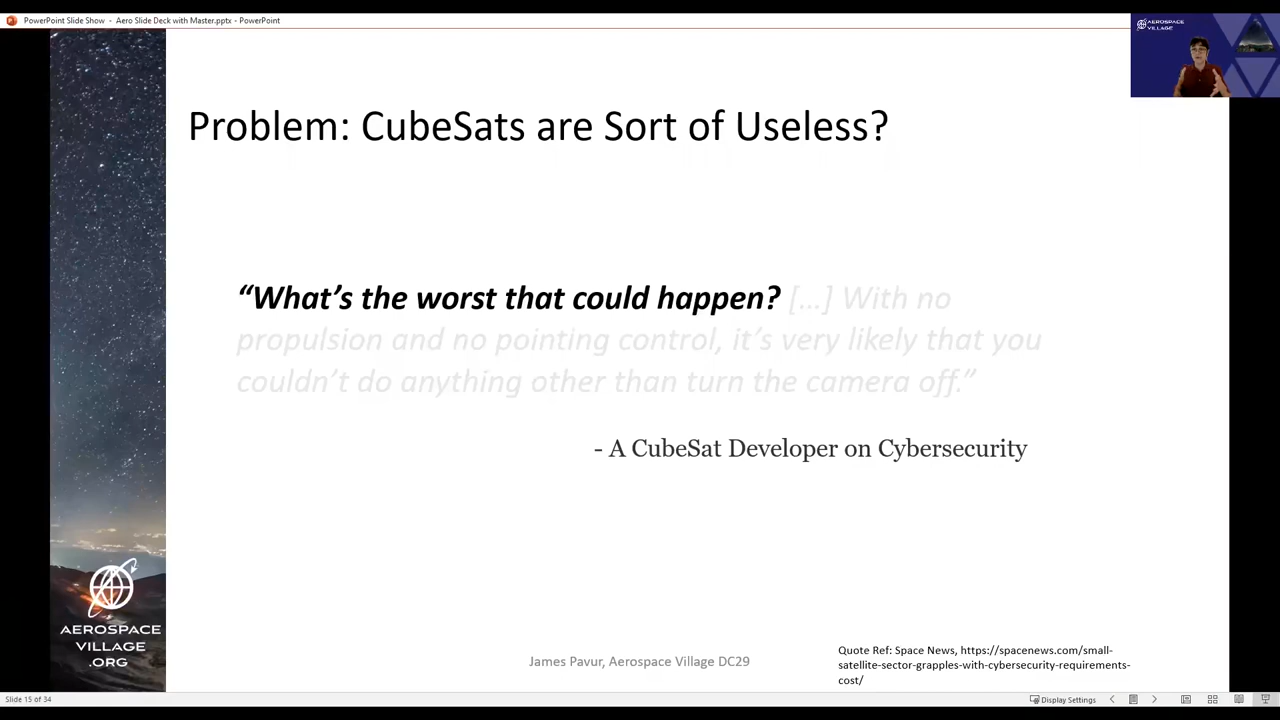 PowerPoint Slide Show - Aero Slide Deck with Master.pptx - PowerPoint
AEROSPACE
VILLAGE
Problem: CubeSats are Sort of Useless?
“What’s the worst that could happen? [...] With no
propulsion and no pointing control, it’s very likely that you
couldn’t do anything other than turn the camera off.”
- A CubeSat Developer on Cybersecurity
AEROSPACE
VILLAGE
.ORG
James Pavur, Aerospace Village DC29
Quote Ref: Space News, https://spacenews.com/small-
satellite-sector-grapples-with-cybersecurity-requirements-
cost/
Slide 15 of 34
Display Settings